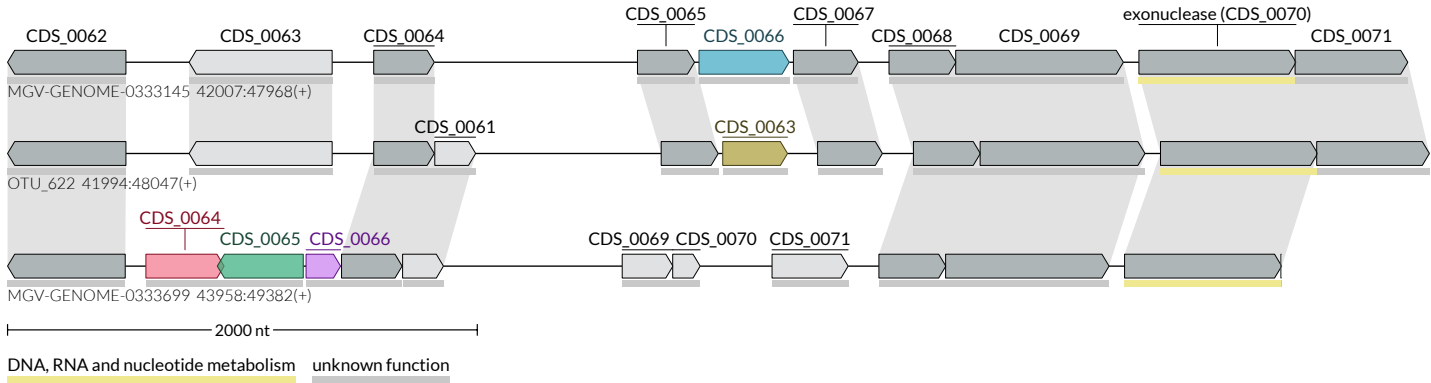 CDS_0065 CDS_0067 exonuclease (CDS_0070)
CDS_0062 CDS_0063 CDS_0064 CDS_0066 CDS_0068 CDS_0069 CDS_0071
MGV-GENOME-0333145 42007:47968(+)
CDS_0061 CDS_0063
OTU_622 41994:48047(+)
CDS_0064
CDS_0065 CDS_0066 CDS_0069 CDS_0070 CDS_0071
MGV-GENOME-0333699 43958:49382(+)
2000 nt
DNA, RNA and nucleotide metabolism unknown function